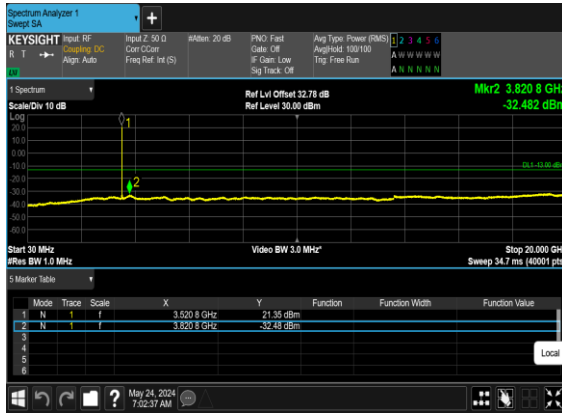 Spectrum Analyzer 1
Swept SA
+
KEYSIGHT Input: RF Input Z: 50 Ω #Atten: 20 dB PNO: Fast Avg Type: Power (RMS) 1 2 3 4 5 6
R T Coupling: DC Corr CCorr Gate: Off Avg|Hold: 100/100 A W W W W W
Align: Auto Freq Ref: Int (S) IF Gain: Low Trig: Free Run
Sig Track: Off A N N N N N
1 Spectrum
Ref Lvl Offset 32.78 dB Mkr2 3.820 8 GHz
Scale/Div 10 dB Ref Level 30.00 dBm -32.482 dBm
Log
1
20.0
10.0
0.00
-10.0
DL1 -13.00 dBm
-20.0
2
-30.0
-40.0
-50.0
-60.0
Start 30 MHz Video BW 3.0 MHz* Stop 20.000 GH
#Res BW 1.0 MHz Sweep 34.7 ms (40001 pts
5 Marker Table
Mode Trace Scale X Y Function Function Width Function Value
1 N 1 f 3.520 8 GHz 21.35 dBm
2 N 1 f 3.820 8 GHz -32.48 dBm
3
4
5
6
Local
? May 24, 2024
7:02:37 AM